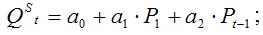 Q^S_t = a_0 + a_1 · P_1 + a_2 · P_{t-1} ;